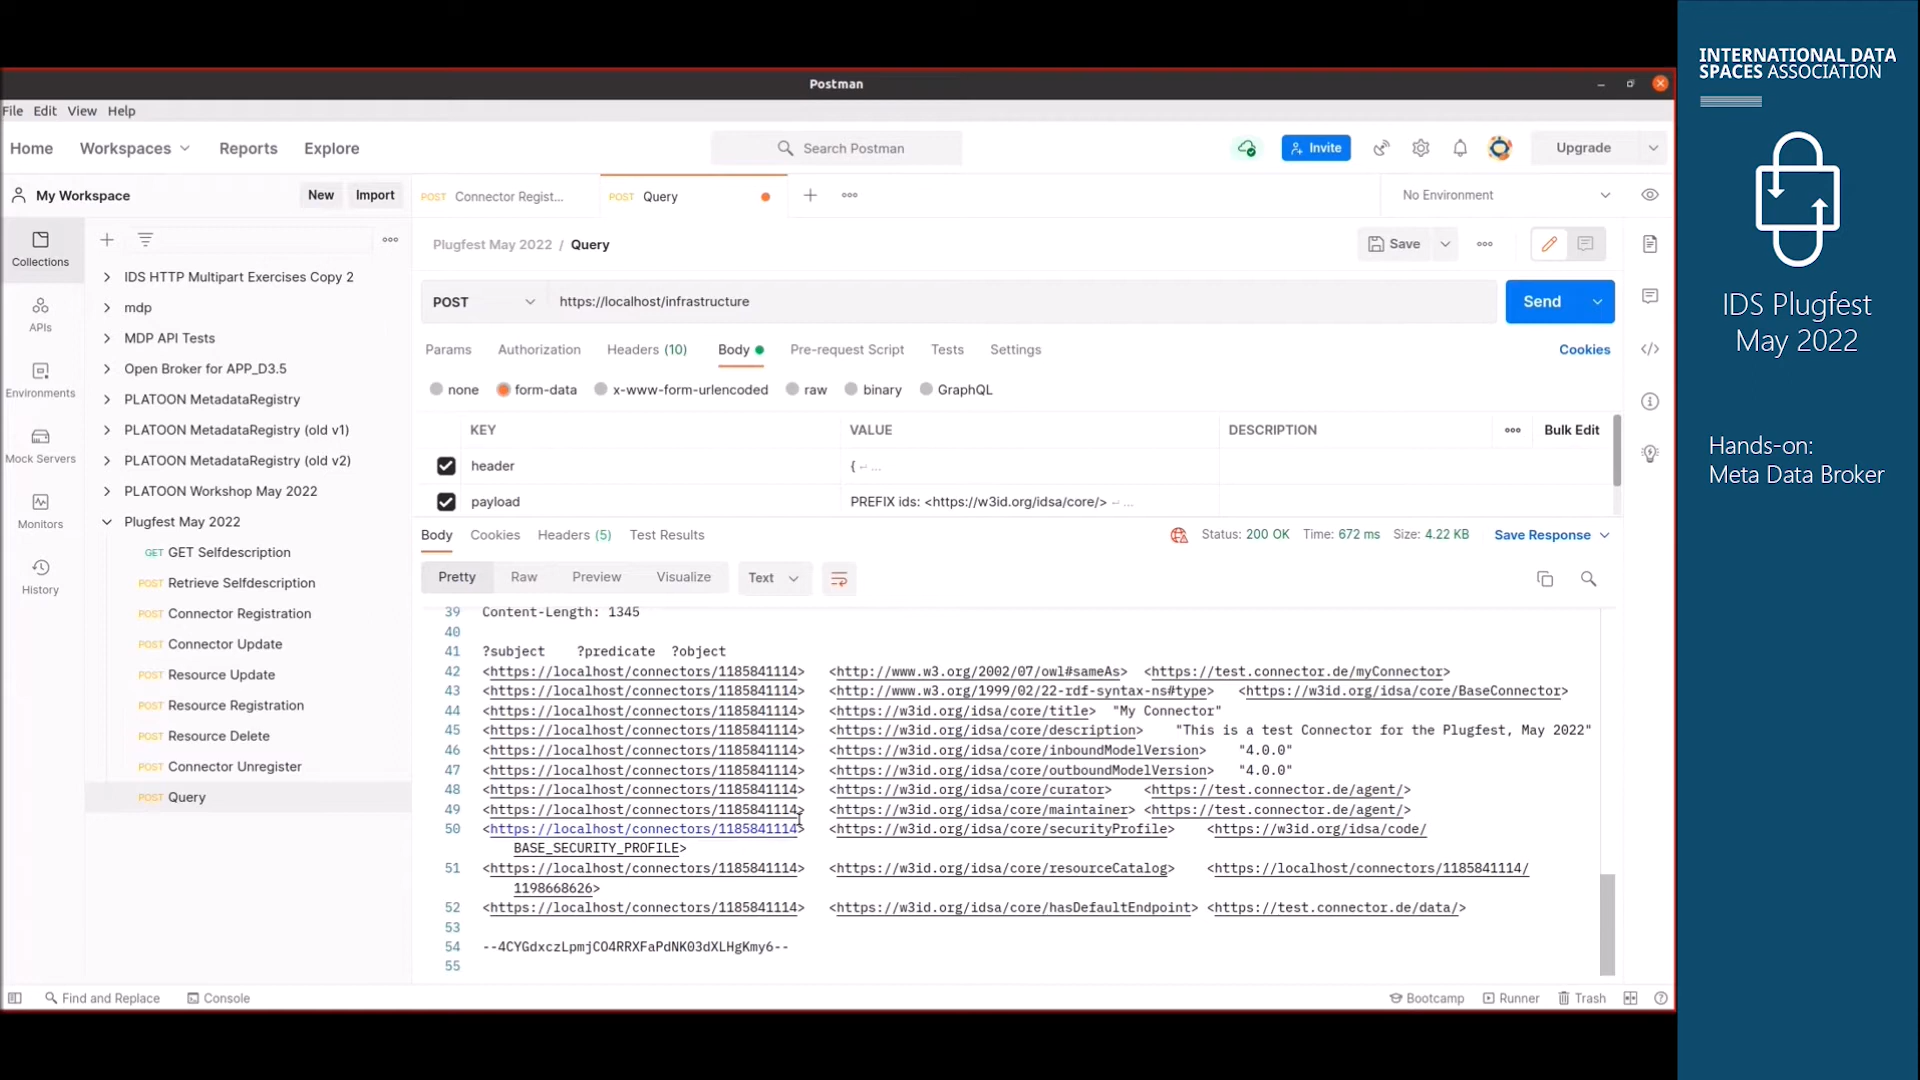 Postman
File Edit View Help
Home Workspaces Reports Explore Search Postman Invite Upgrade
My Workspace New Import
POST Connector Regist... POST Query No Environment
Collections
APIs
Environments
Mock Servers
Monitors
History
IDS HTTP Multipart Exercises Copy 2
mdp
MDP API Tests
Open Broker for APP_D3.5
PLATOON MetadataRegistry
PLATOON MetadataRegistry (old v1)
PLATOON MetadataRegistry (old v2)
PLATOON Workshop May 2022
Plugfest May 2022
GET GET Selfdescription
POST Retrieve Selfdescription
POST Connector Registration
POST Connector Update
POST Resource Update
POST Resource Registration
POST Resource Delete
POST Connector Unregister
POST Query
Plugfest May 2022 / Query Save
POST https://localhost/infrastructure Send
Params Authorization Headers (10) Body Pre-request Script Tests Settings Cookies
none form-data x-www-form-urlencoded raw binary GraphQL
KEY VALUE DESCRIPTION Bulk Edit
header { ← ...
payload PREFIX ids: <https://w3id.org/idsa/core/> ← ...
Body Cookies Headers (5) Test Results Status: 200 OK Time: 672 ms Size: 4.22 KB Save Response
Pretty Raw Preview Visualize Text
39 Content-Length: 1345
40
41 ?subject ?predicate ?object
42 <https://localhost/connectors/1185841114> <http://www.w3.org/2002/07/owl#sameAs> <https://test.connector.de/myConnector>
43 <https://localhost/connectors/1185841114> <http://www.w3.org/1999/02/22-rdf-syntax-ns#type> <https://w3id.org/idsa/core/BaseConnector>
44 <https://localhost/connectors/1185841114> <https://w3id.org/idsa/core/title> "My Connector"
45 <https://localhost/connectors/1185841114> <https://w3id.org/idsa/core/description> "This is a test Connector for the Plugfest, May 2022"
46 <https://localhost/connectors/1185841114> <https://w3id.org/idsa/core/inboundModelVersion> "4.0.0"
47 <https://localhost/connectors/1185841114> <https://w3id.org/idsa/core/outboundModelVersion> "4.0.0"
48 <https://localhost/connectors/1185841114> <https://w3id.org/idsa/core/curator> <https://test.connector.de/agent/>
49 <https://localhost/connectors/1185841114> <https://w3id.org/idsa/core/maintainer> <https://test.connector.de/agent/>
50 <https://localhost/connectors/1185841114> <https://w3id.org/idsa/core/securityProfile> <https://w3id.org/idsa/code/
BASE_SECURITY_PROFILE>
51 <https://localhost/connectors/1185841114> <https://w3id.org/idsa/core/resourceCatalog> <https://localhost/connectors/1185841114/
1198668626>
52 <https://localhost/connectors/1185841114> <https://w3id.org/idsa/core/hasDefaultEndpoint> <https://test.connector.de/data/>
53
54 --4CYGdxczLpmjCO4RRXFaPdNK03dXLHgKmy6--
55
Find and Replace Console Bootcamp Runner Trash
INTERNATIONAL DATA
SPACES ASSOCIATION
IDS Plugfest
May 2022
Hands-on:
Meta Data Broker